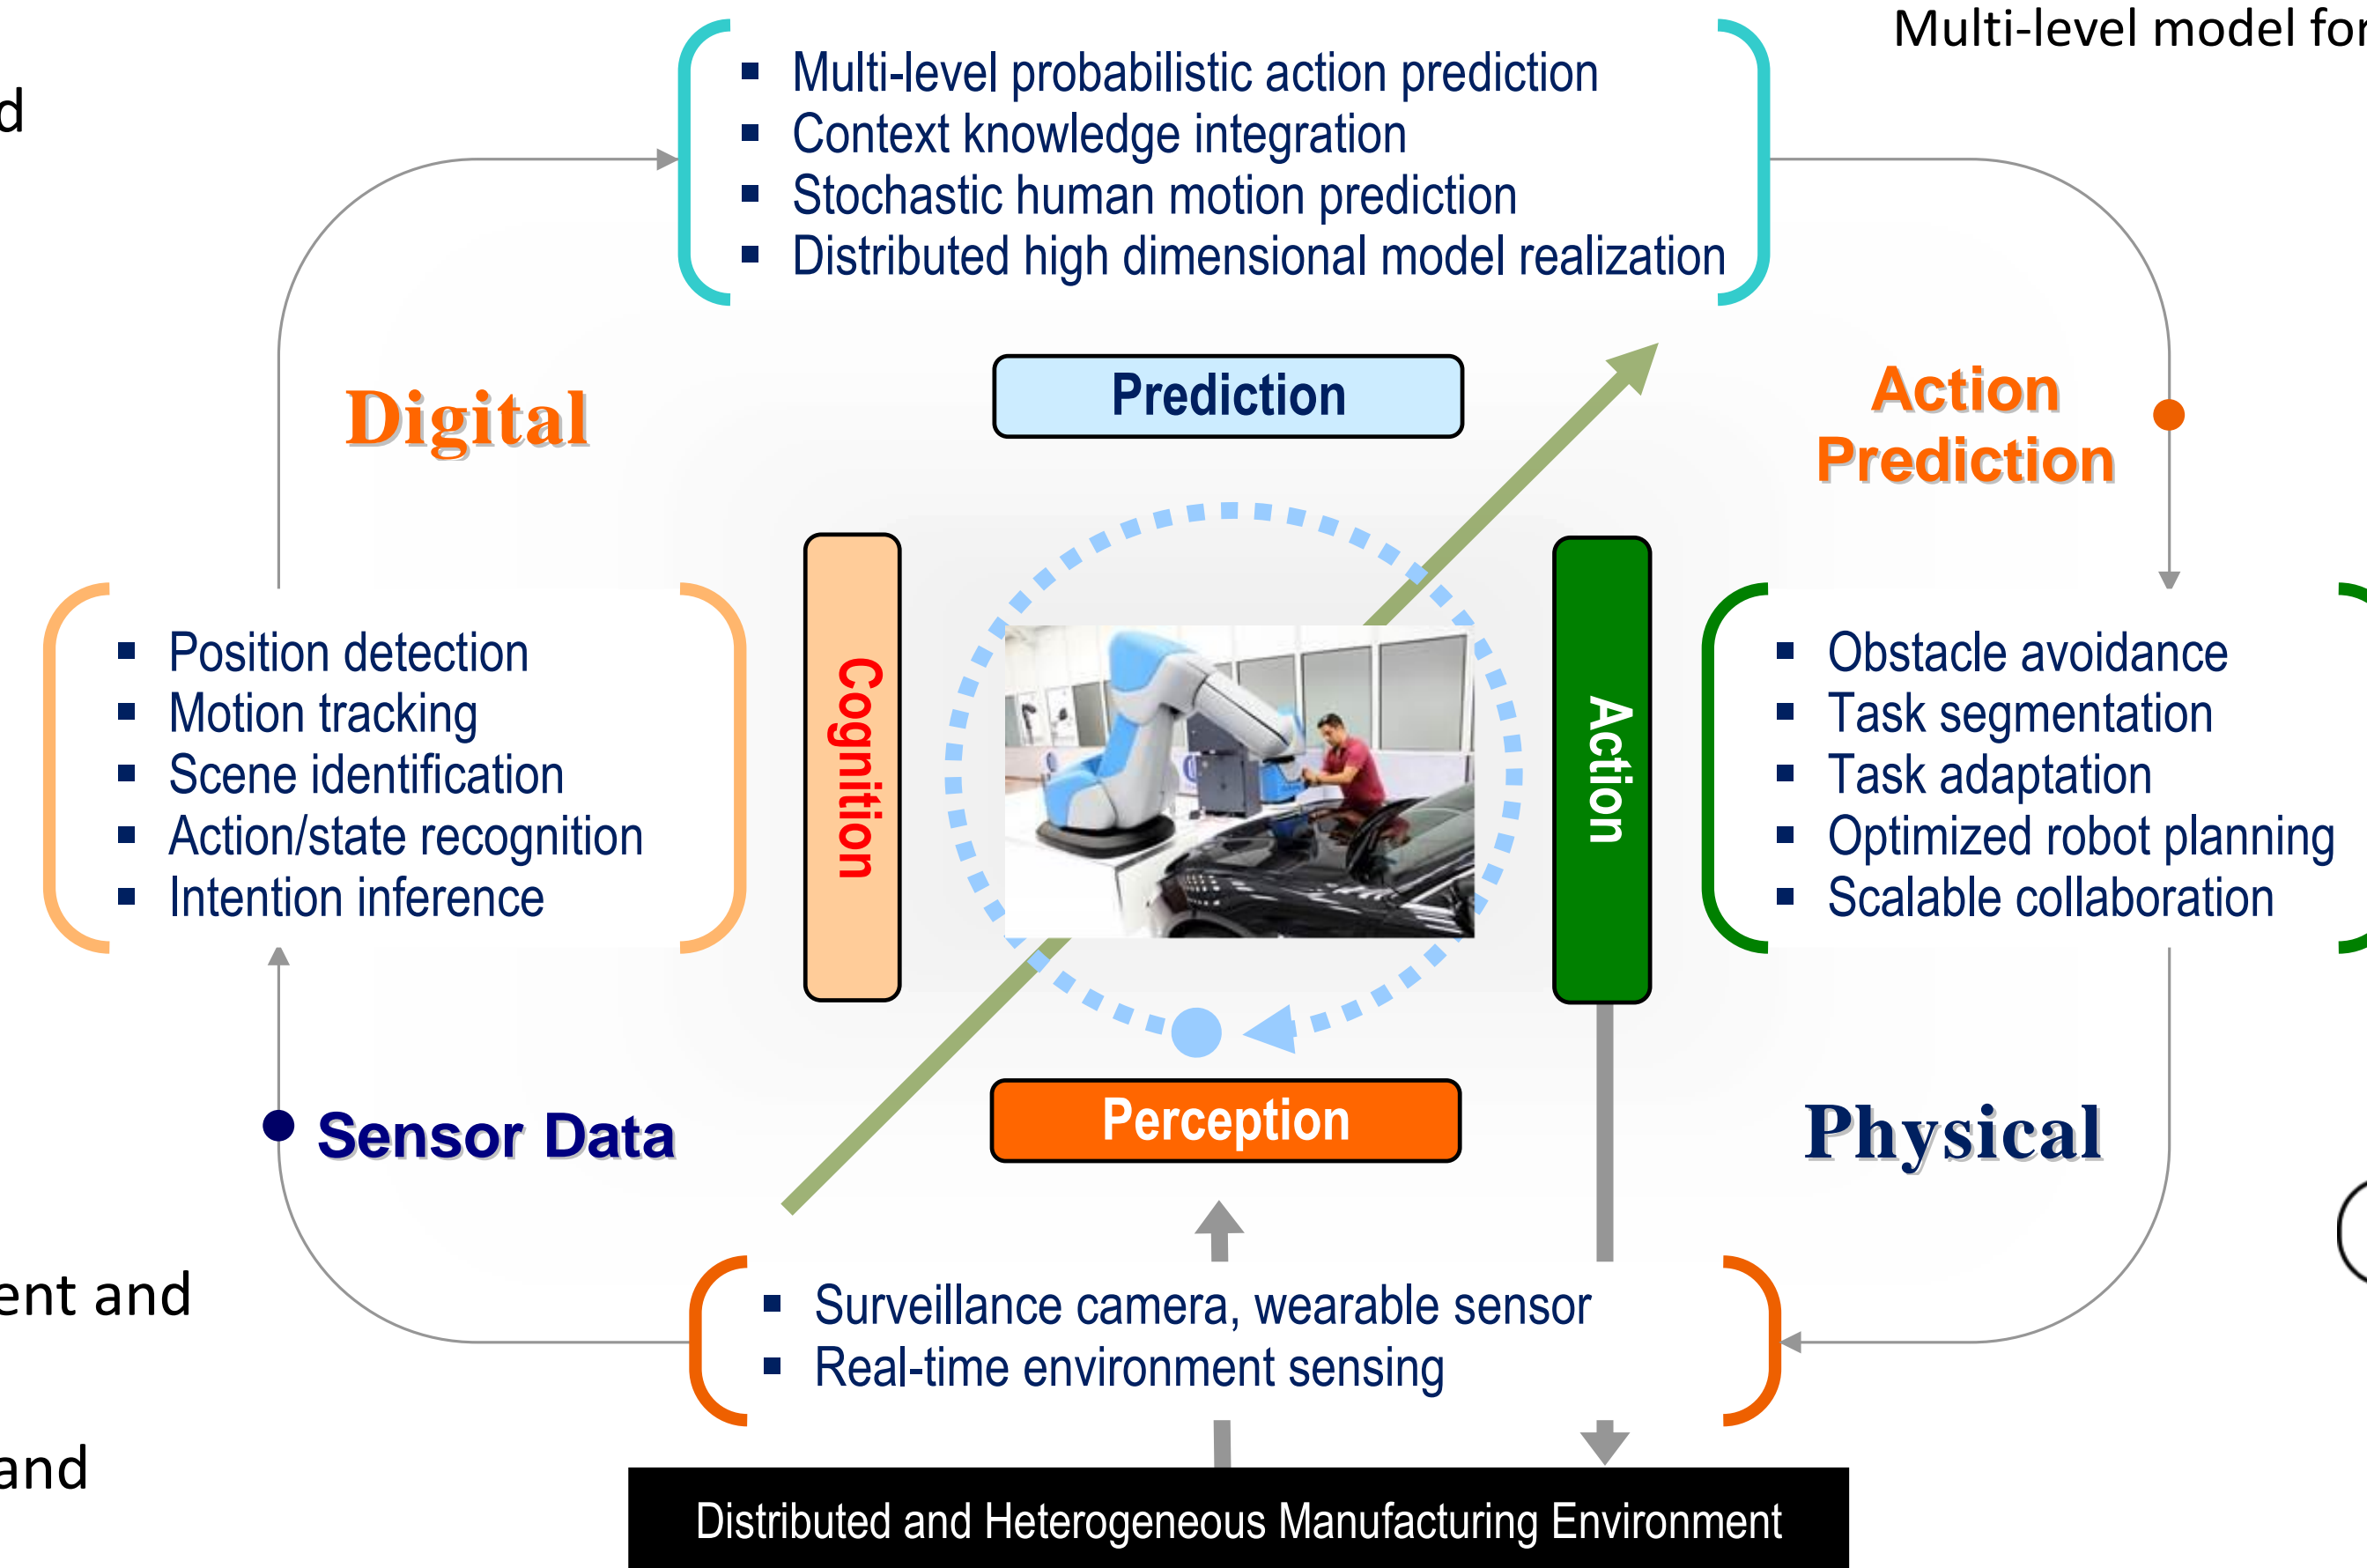 Multi-level model for
d
▪ Multi-level probabilistic action prediction
▪ Context knowledge integration
▪ Stochastic human motion prediction
▪ Distributed high dimensional model realization
Digital
Prediction
Action
Prediction
▪ Position detection
▪ Motion tracking
▪ Scene identification
▪ Action/state recognition
▪ Intention inference
Cognition
Action
▪ Obstacle avoidance
▪ Task segmentation
▪ Task adaptation
▪ Optimized robot planning
▪ Scalable collaboration
Sensor Data
Perception
Physical
ent and
▪ Surveillance camera, wearable sensor
▪ Real-time environment sensing
and
Distributed and Heterogeneous Manufacturing Environment